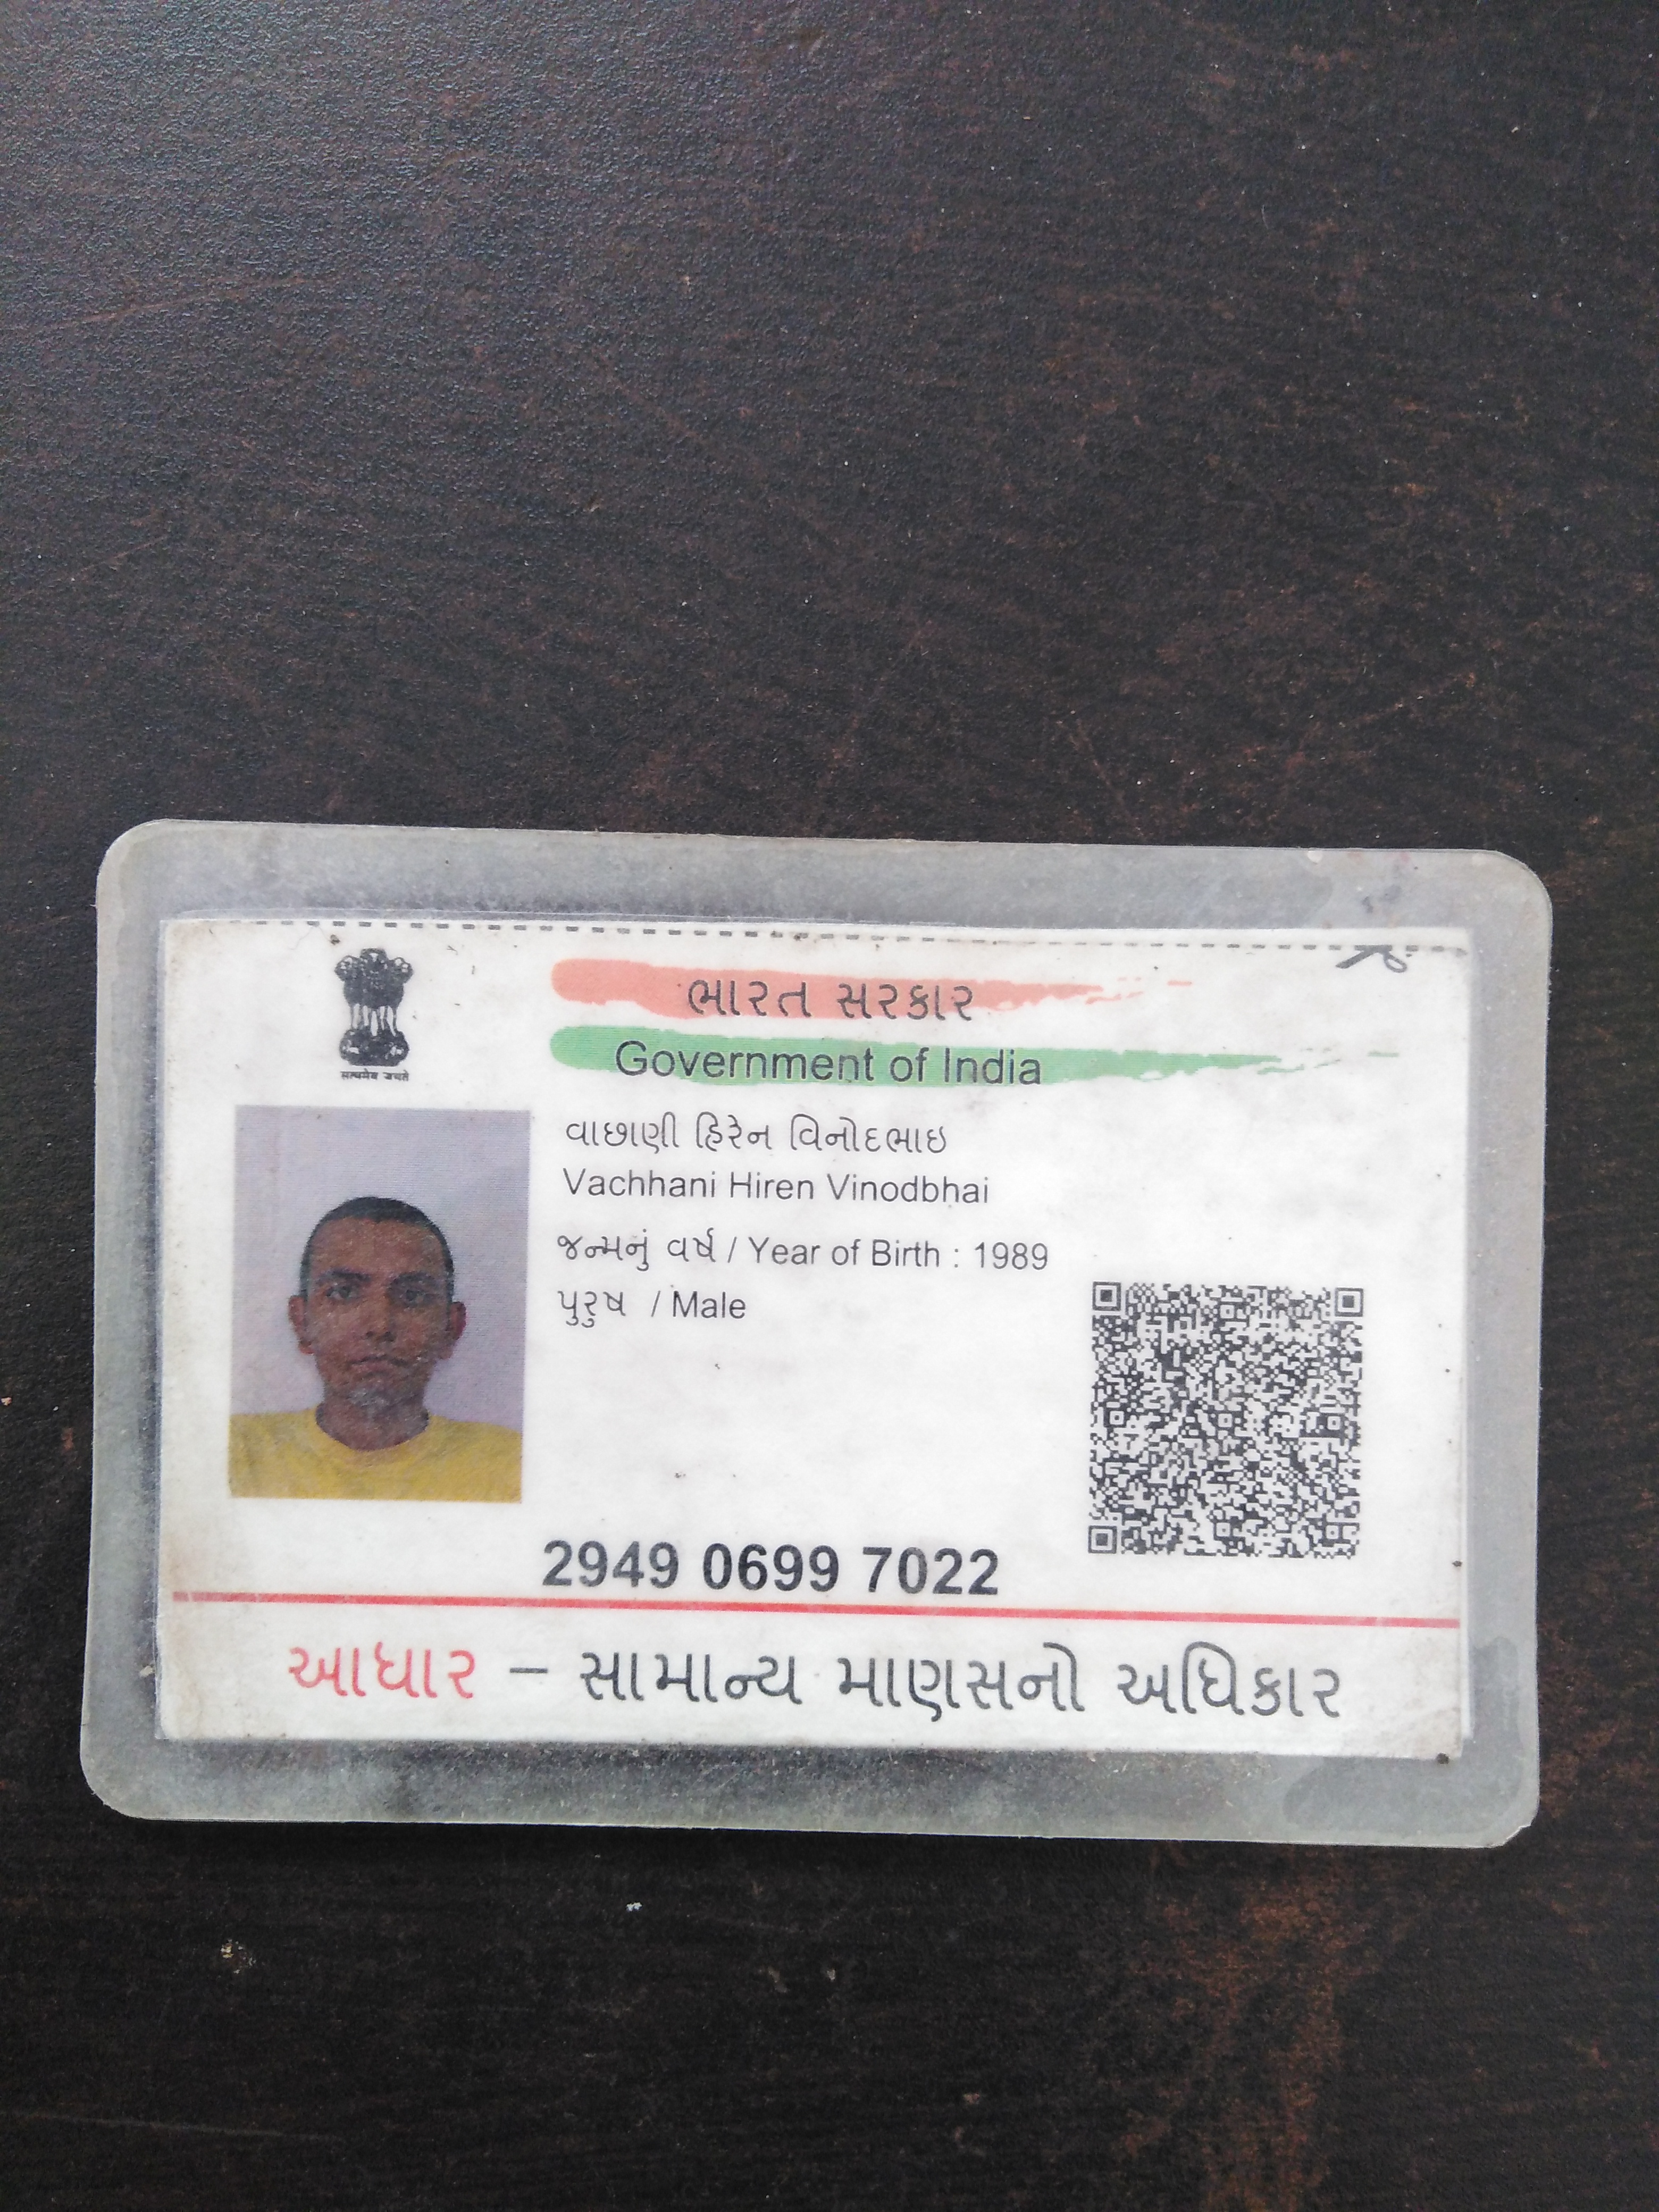 ભારત સરકાર
Government of India
सत्यमेव जयते
વાછાણી હિરેન વિનોદભાઇ
Vachhani Hiren Vinodbhai
જન્મનું વર્ષ / Year of Birth : 1989
પુરુષ / Male
2949 0699 7022
આધાર – સામાન્ય માણસનો અધિકાર